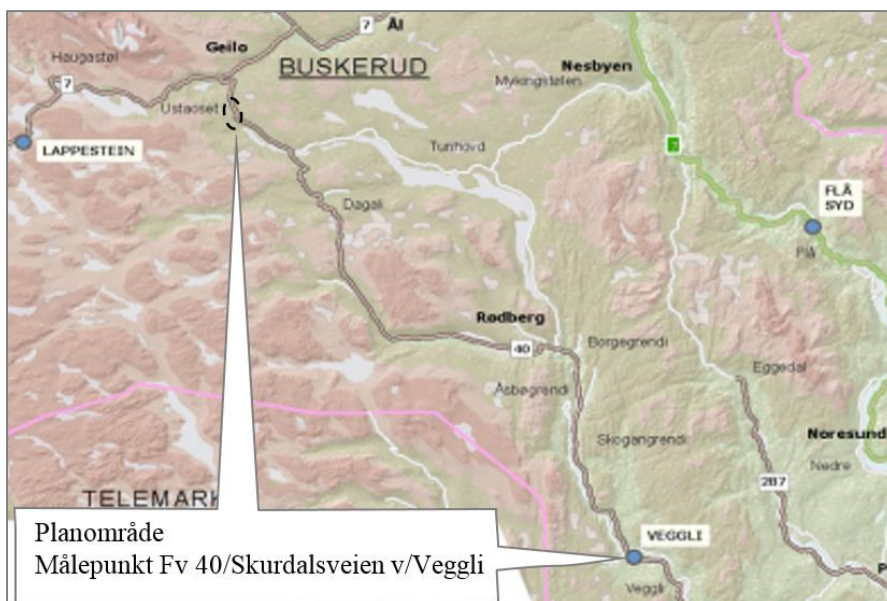 7
Ål
Geilo
Haugastøl
BUSKERUD
Nesbyen
Mykingstølen
7
Ustaoset
LAPPESTEIN
Tunhovd
7
FLÅ
SYD
Dagali
Flå
Rødberg
40
Borgegrendi
Åsbøgrendi
Eggedal
Skogangrendi
Noresund
Nedre
287
TELEMARK
Planområde
Målepunkt Fv 40/Skurdalsveien v/Veggli
VEGGLI
Veggli
P